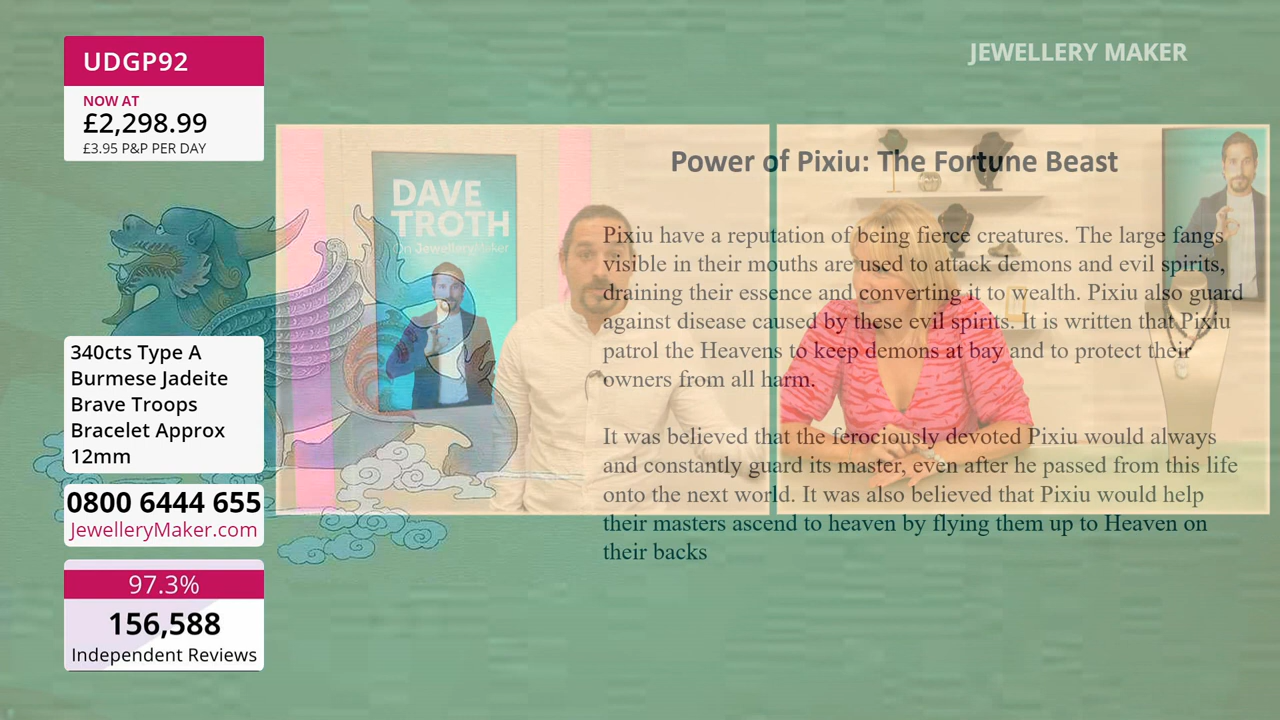 UDGP92
NOW AT
£2,298.99
£3.95 P&P PER DAY
JEWELLERY MAKER
DAVE
TROTH
On JewelleryMaker
Power of Pixiu: The Fortune Beast
Pixiu have a reputation of being fierce creatures. The large fangs
visible in their mouths are used to attack demons and evil spirits,
draining their essence and converting it to wealth. Pixiu also guard
against disease caused by these evil spirits. It is written that Pixiu
patrol the Heavens to keep demons at bay and to protect their
owners from all harm.
It was believed that the ferociously devoted Pixiu would always
and constantly guard its master, even after he passed from this life
onto the next world. It was also believed that Pixiu would help
their masters ascend to heaven by flying them up to Heaven on
their backs
340cts Type A
Burmese Jadeite
Brave Troops
Bracelet Approx
12mm
0800 6444 655
JewelleryMaker.com
97.3%
156,588
Independent Reviews